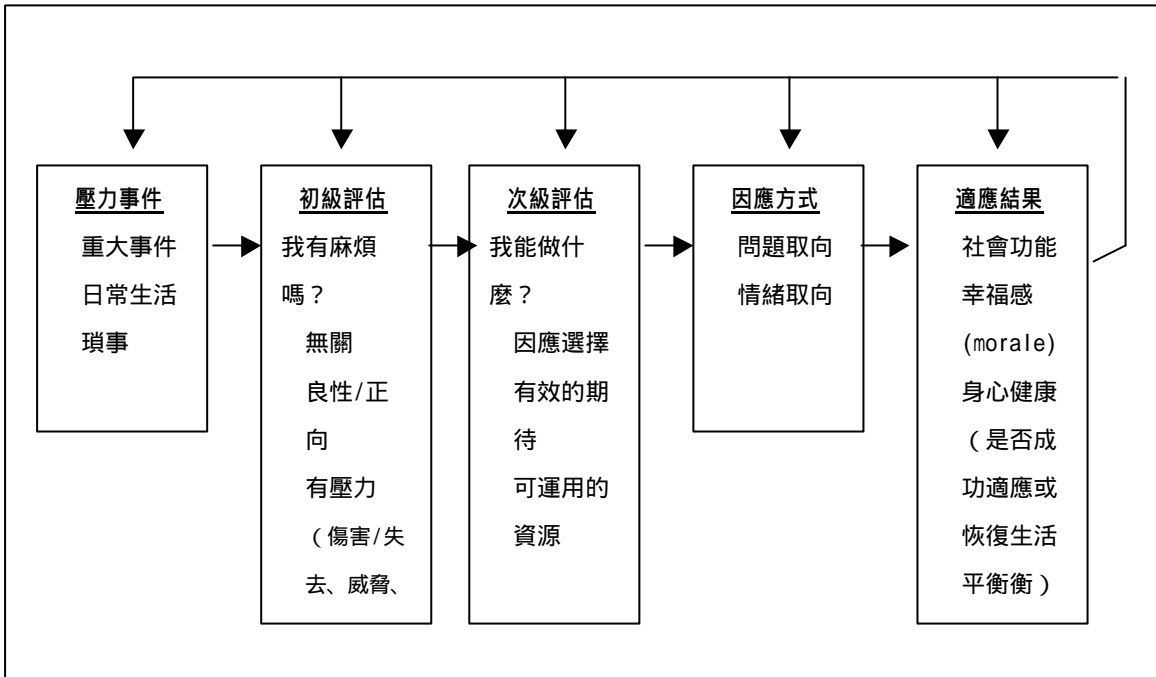 壓力事件
重大事件
日常生活
瑣事
初級評估
我有麻煩
嗎？
無關
良性/正
向
有壓力
（傷害/失
去、威脅、
次級評估
我能做什
麼？
因應選擇
有效的期
待
可運用的
資源
因應方式
問題取向
情緒取向
適應結果
社會功能
幸福感
(morale)
身心健康
（是否成
功適應或
恢復生活
平衡衡）